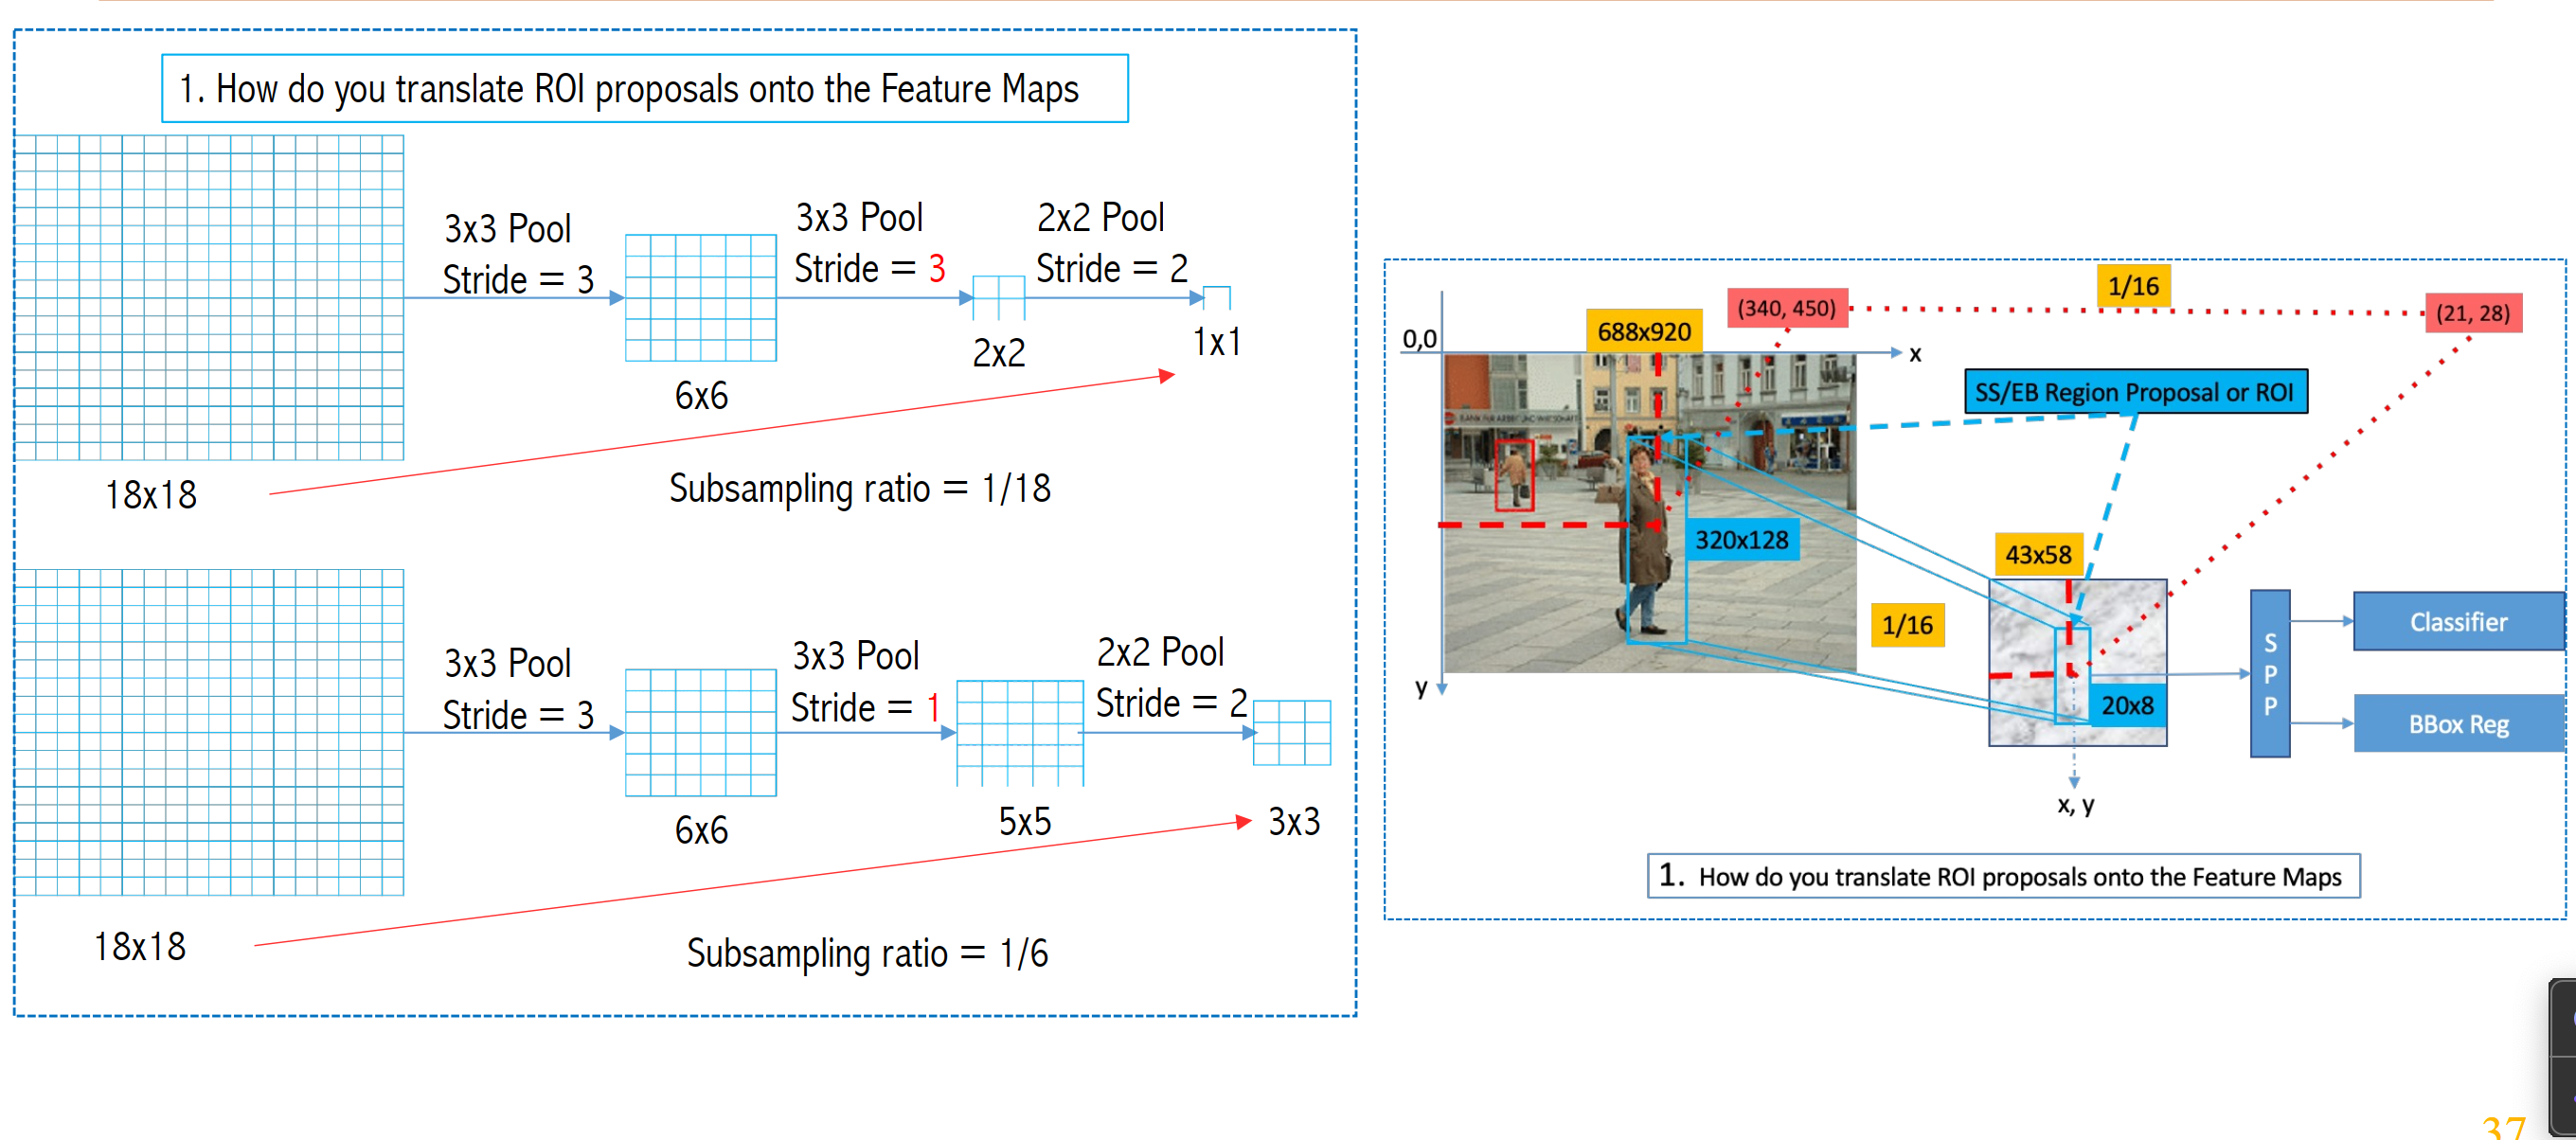 1. How do you translate ROI proposals onto the Feature Maps
3x3 Pool
Stride = 3
3x3 Pool
Stride = 3
2x2 Pool
Stride = 2
18x18
6x6
2x2
1x1
Subsampling ratio = 1/18
3x3 Pool
Stride = 3
3x3 Pool
Stride = 1
2x2 Pool
Stride = 2
18x18
6x6
5x5
3x3
Subsampling ratio = 1/6
1/16
(340, 450)
(21, 28)
688x920
0,0
x
SS/EB Region Proposal or ROI
320x128
43x58
1/16
y
20x8
S
P
P
Classifier
BBox Reg
x, y
1. How do you translate ROI proposals onto the Feature Maps
37